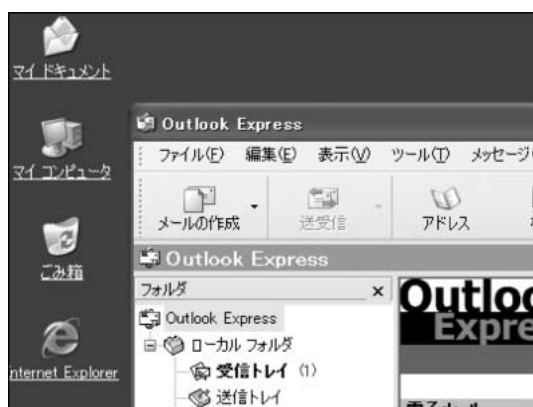 マイ ドキュメント
マイ コンピュータ
ごみ箱
Internet Explorer
Outlook Express
ファイル(F) 編集(E) 表示(V) ツール(T) メッセージ(
メールの作成 送受信 アドレス
Outlook Express
フォルダ
Outlook Express
ローカル フォルダ
受信トレイ (1)
送信トレイ
Outloo
Expre